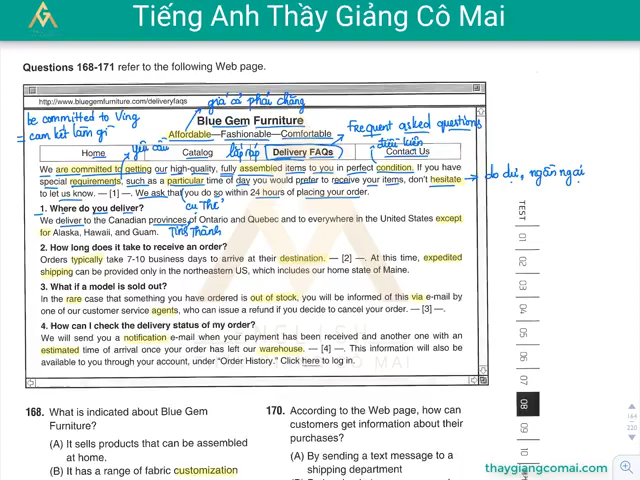 Tiếng Anh Thầy Giảng Cô Mai
Questions 168-171 refer to the following Web page.
http://www.bluegemfurniture.com/deliveryfaqs
giá cả phải chăng
be committed to Ving
= cam kết làm gì
Blue Gem Furniture
Affordable—Fashionable—Comfortable
Frequent asked questions
yêu cầu
lắp ráp
điều kiện
Home
Catalog
Delivery FAQs
Contact Us
We are committed to getting our high-quality, fully assembled items to you in perfect condition. If you have
special requirements, such as a particular time of day you would prefer to receive your items, don't hesitate
do dự, ngần ngại
to let us know. — [1] —. We ask that you do so within 24 hours of placing your order.
cụ thể
1. Where do you deliver?
We deliver to the Canadian provinces of Ontario and Quebec and to everywhere in the United States except
for Alaska, Hawaii, and Guam.
Tỉnh thành
2. How long does it take to receive an order?
Orders typically take 7-10 business days to arrive at their destination. — [2] —. At this time, expedited
shipping can be provided only in the northeastern US, which includes our home state of Maine.
3. What if a model is sold out?
In the rare case that something you have ordered is out of stock, you will be informed of this via e-mail by
one of our customer service agents, who can issue a refund if you decide to cancel your order. — [3] —.
4. How can I check the delivery status of my order?
We will send you a notification e-mail when your payment has been received and another one with an
estimated time of arrival once your order has left our warehouse. — [4] —. This information will also be
available to you through your account, under “Order History.” Click here to log in.
168. What is indicated about Blue Gem
Furniture?
(A) It sells products that can be assembled
at home.
(B) It has a range of fabric customization
170. According to the Web page, how can
customers get information about their
purchases?
(A) By sending a text message to a
shipping department
TEST
01
02
03
04
05
06
07
08
09
10
164
220
thaygiangcomai.com